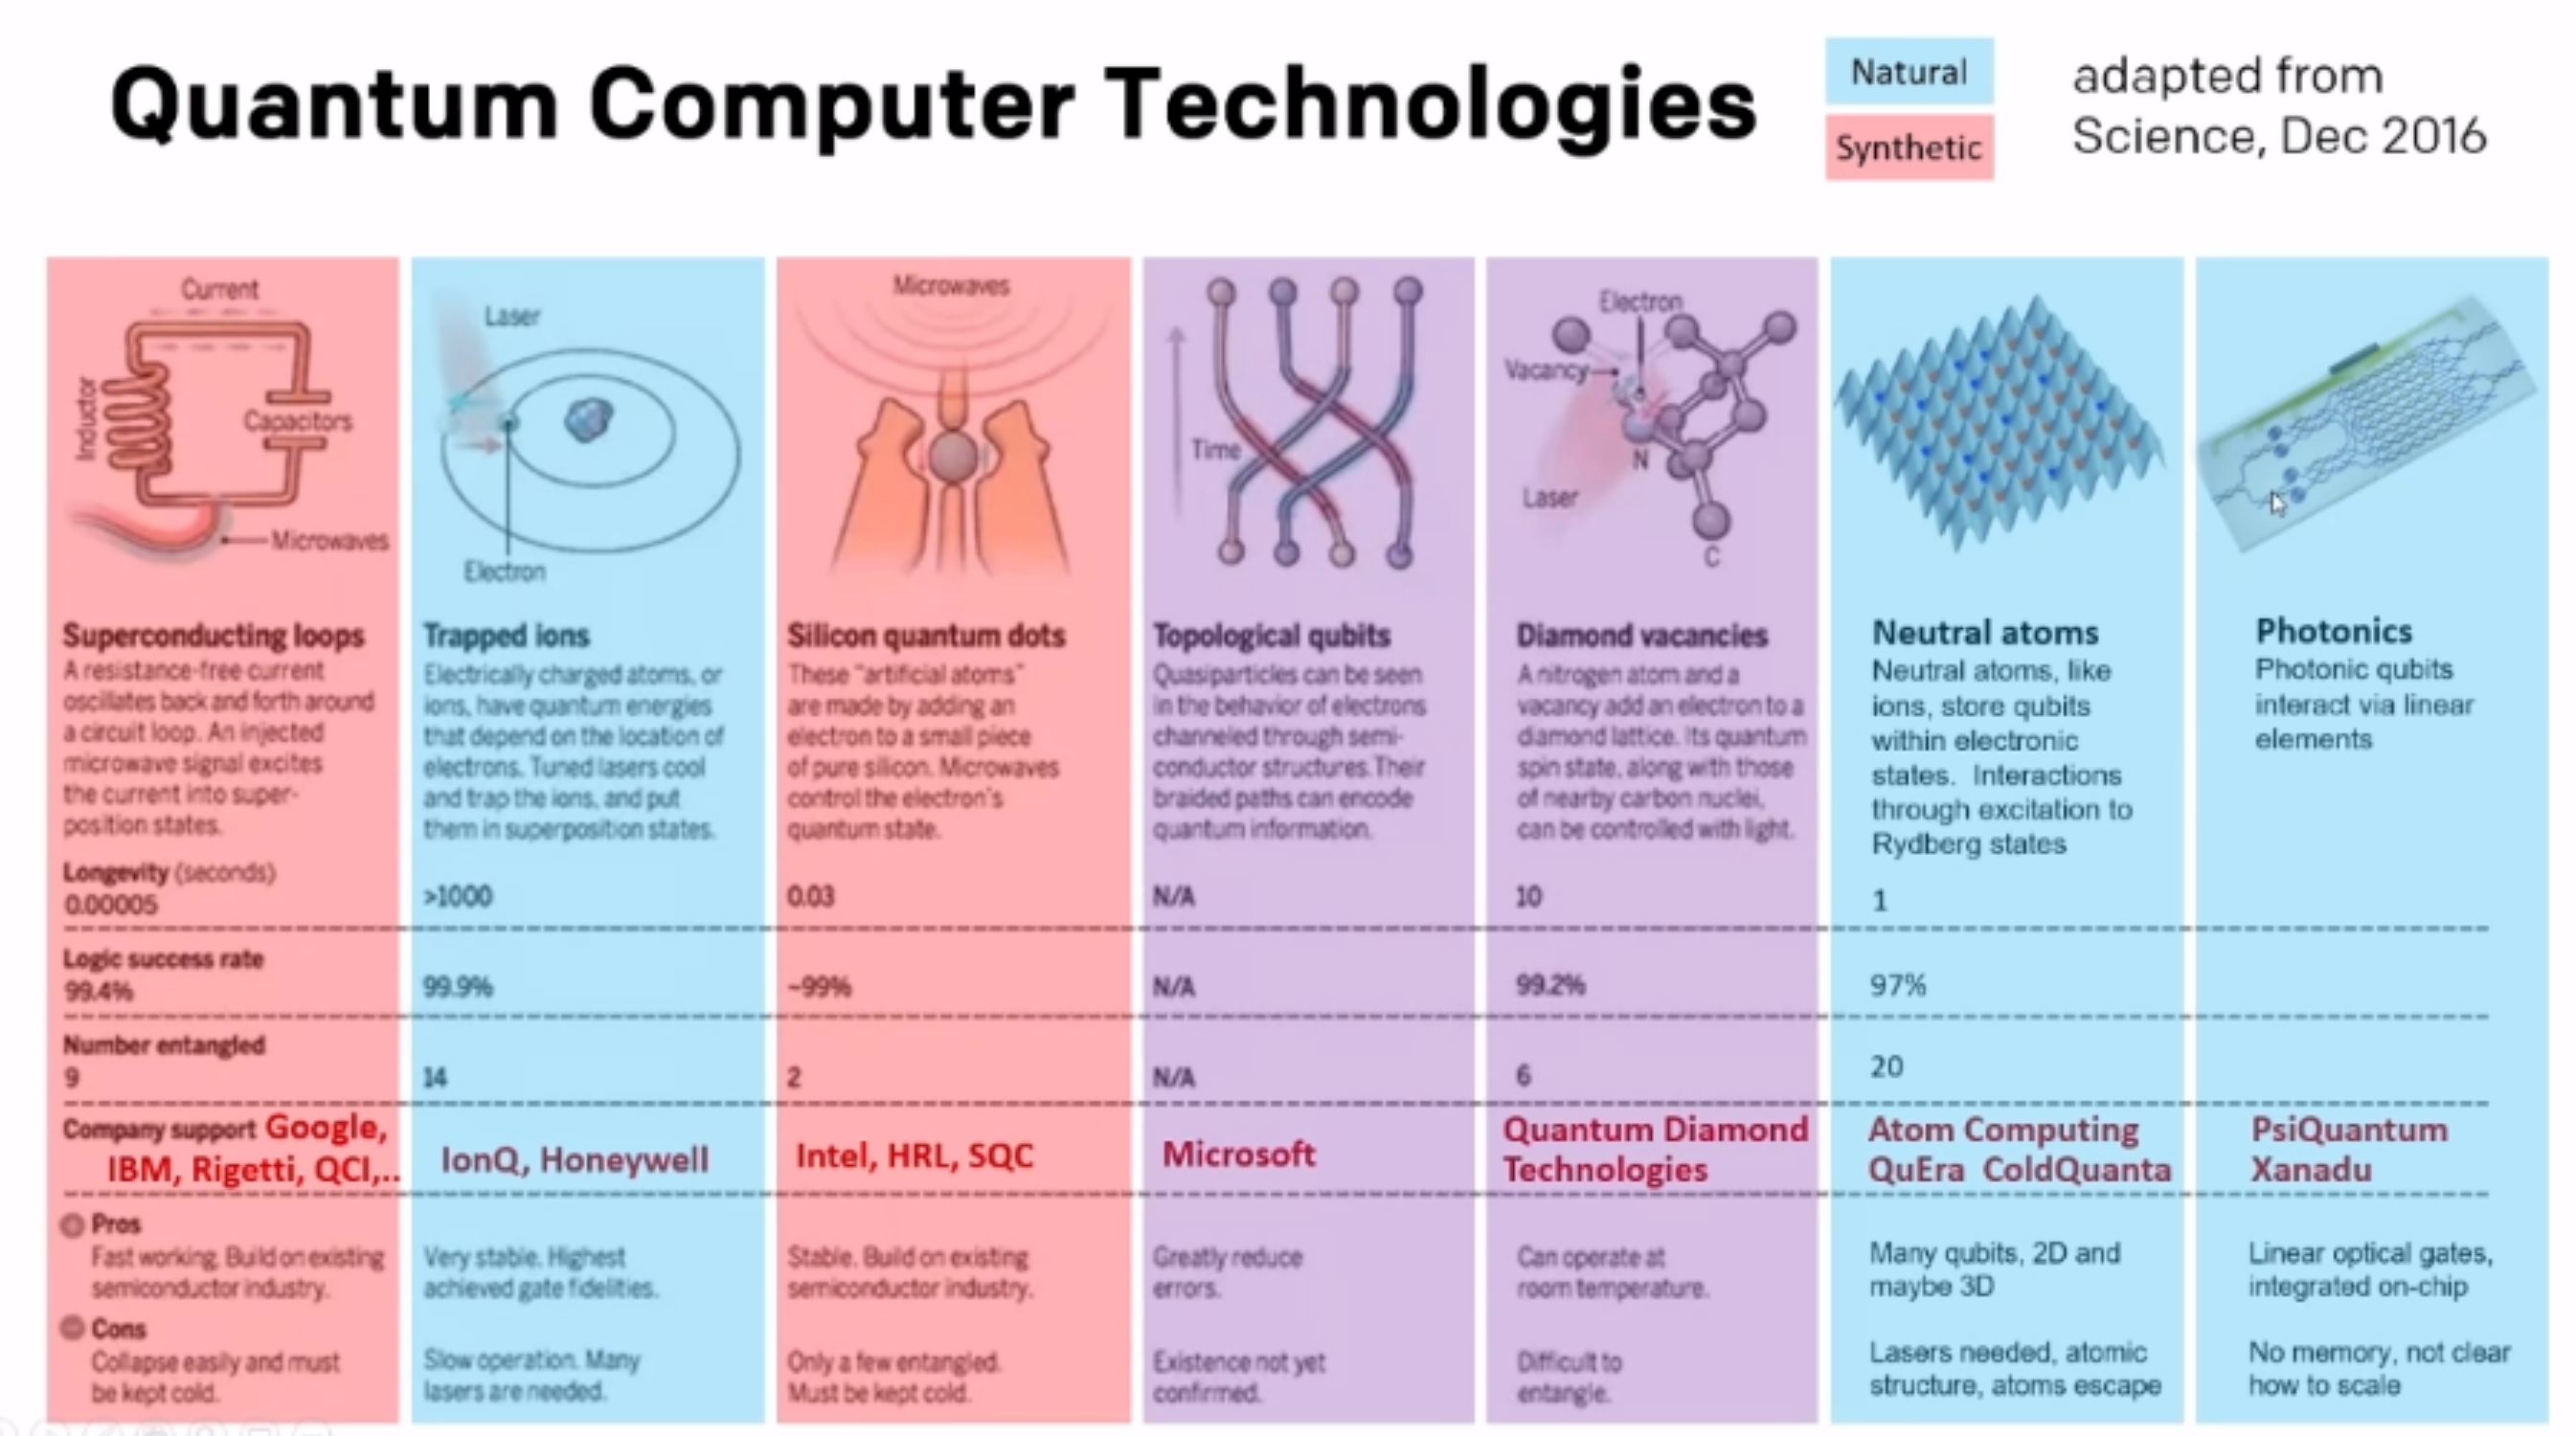 Quantum Computer Technologies
Natural
Synthetic
adapted from
Science, Dec 2016
Current
Inductor
Capacitors
Microwaves
Superconducting loops
A resistance-free current
oscillates back and forth around
a circuit loop. An injected
microwave signal excites
the current into super-
position states.
Longevity (seconds)
0.00005
Logic success rate
99.4%
Number entangled
9
Company support Google,
IBM, Rigetti, QCI,..
Pros
Fast working. Build on existing
semiconductor industry.
Cons
Collapse easily and must
be kept cold.
Laser
Electron
Trapped ions
Electrically charged atoms, or
ions, have quantum energies
that depend on the location of
electrons. Tuned lasers cool
and trap the ions, and put
them in superposition states.
>1000
99.9%
14
IonQ, Honeywell
Very stable. Highest
achieved gate fidelities.
Slow operation. Many
lasers are needed.
Microwaves
Silicon quantum dots
These "artificial atoms"
are made by adding an
electron to a small piece
of pure silicon. Microwaves
control the electron's
quantum state.
0.03
~99%
2
Intel, HRL, SQC
Stable. Build on existing
semiconductor industry.
Only a few entangled.
Must be kept cold.
Time
Topological qubits
Quasiparticles can be seen
in the behavior of electrons
channeled through semi-
conductor structures. Their
braided paths can encode
quantum information.
N/A
N/A
N/A
Microsoft
Greatly reduce
errors.
Existence not yet
confirmed.
Electron
Vacancy
N
Laser
C
Diamond vacancies
A nitrogen atom and a
vacancy add an electron to a
diamond lattice. Its quantum
spin state, along with those
of nearby carbon nuclei,
can be controlled with light.
10
99.2%
6
Quantum Diamond
Technologies
Can operate at
room temperature.
Difficult to
entangle.
Neutral atoms
Neutral atoms, like
ions, store qubits
within electronic
states. Interactions
through excitation to
Rydberg states
1
97%
20
Atom Computing
QuEra ColdQuanta
Many qubits, 2D and
maybe 3D
Lasers needed, atomic
structure, atoms escape
Photonics
Photonic qubits
interact via linear
elements
PsiQuantum
Xanadu
Linear optical gates,
integrated on-chip
No memory, not clear
how to scale